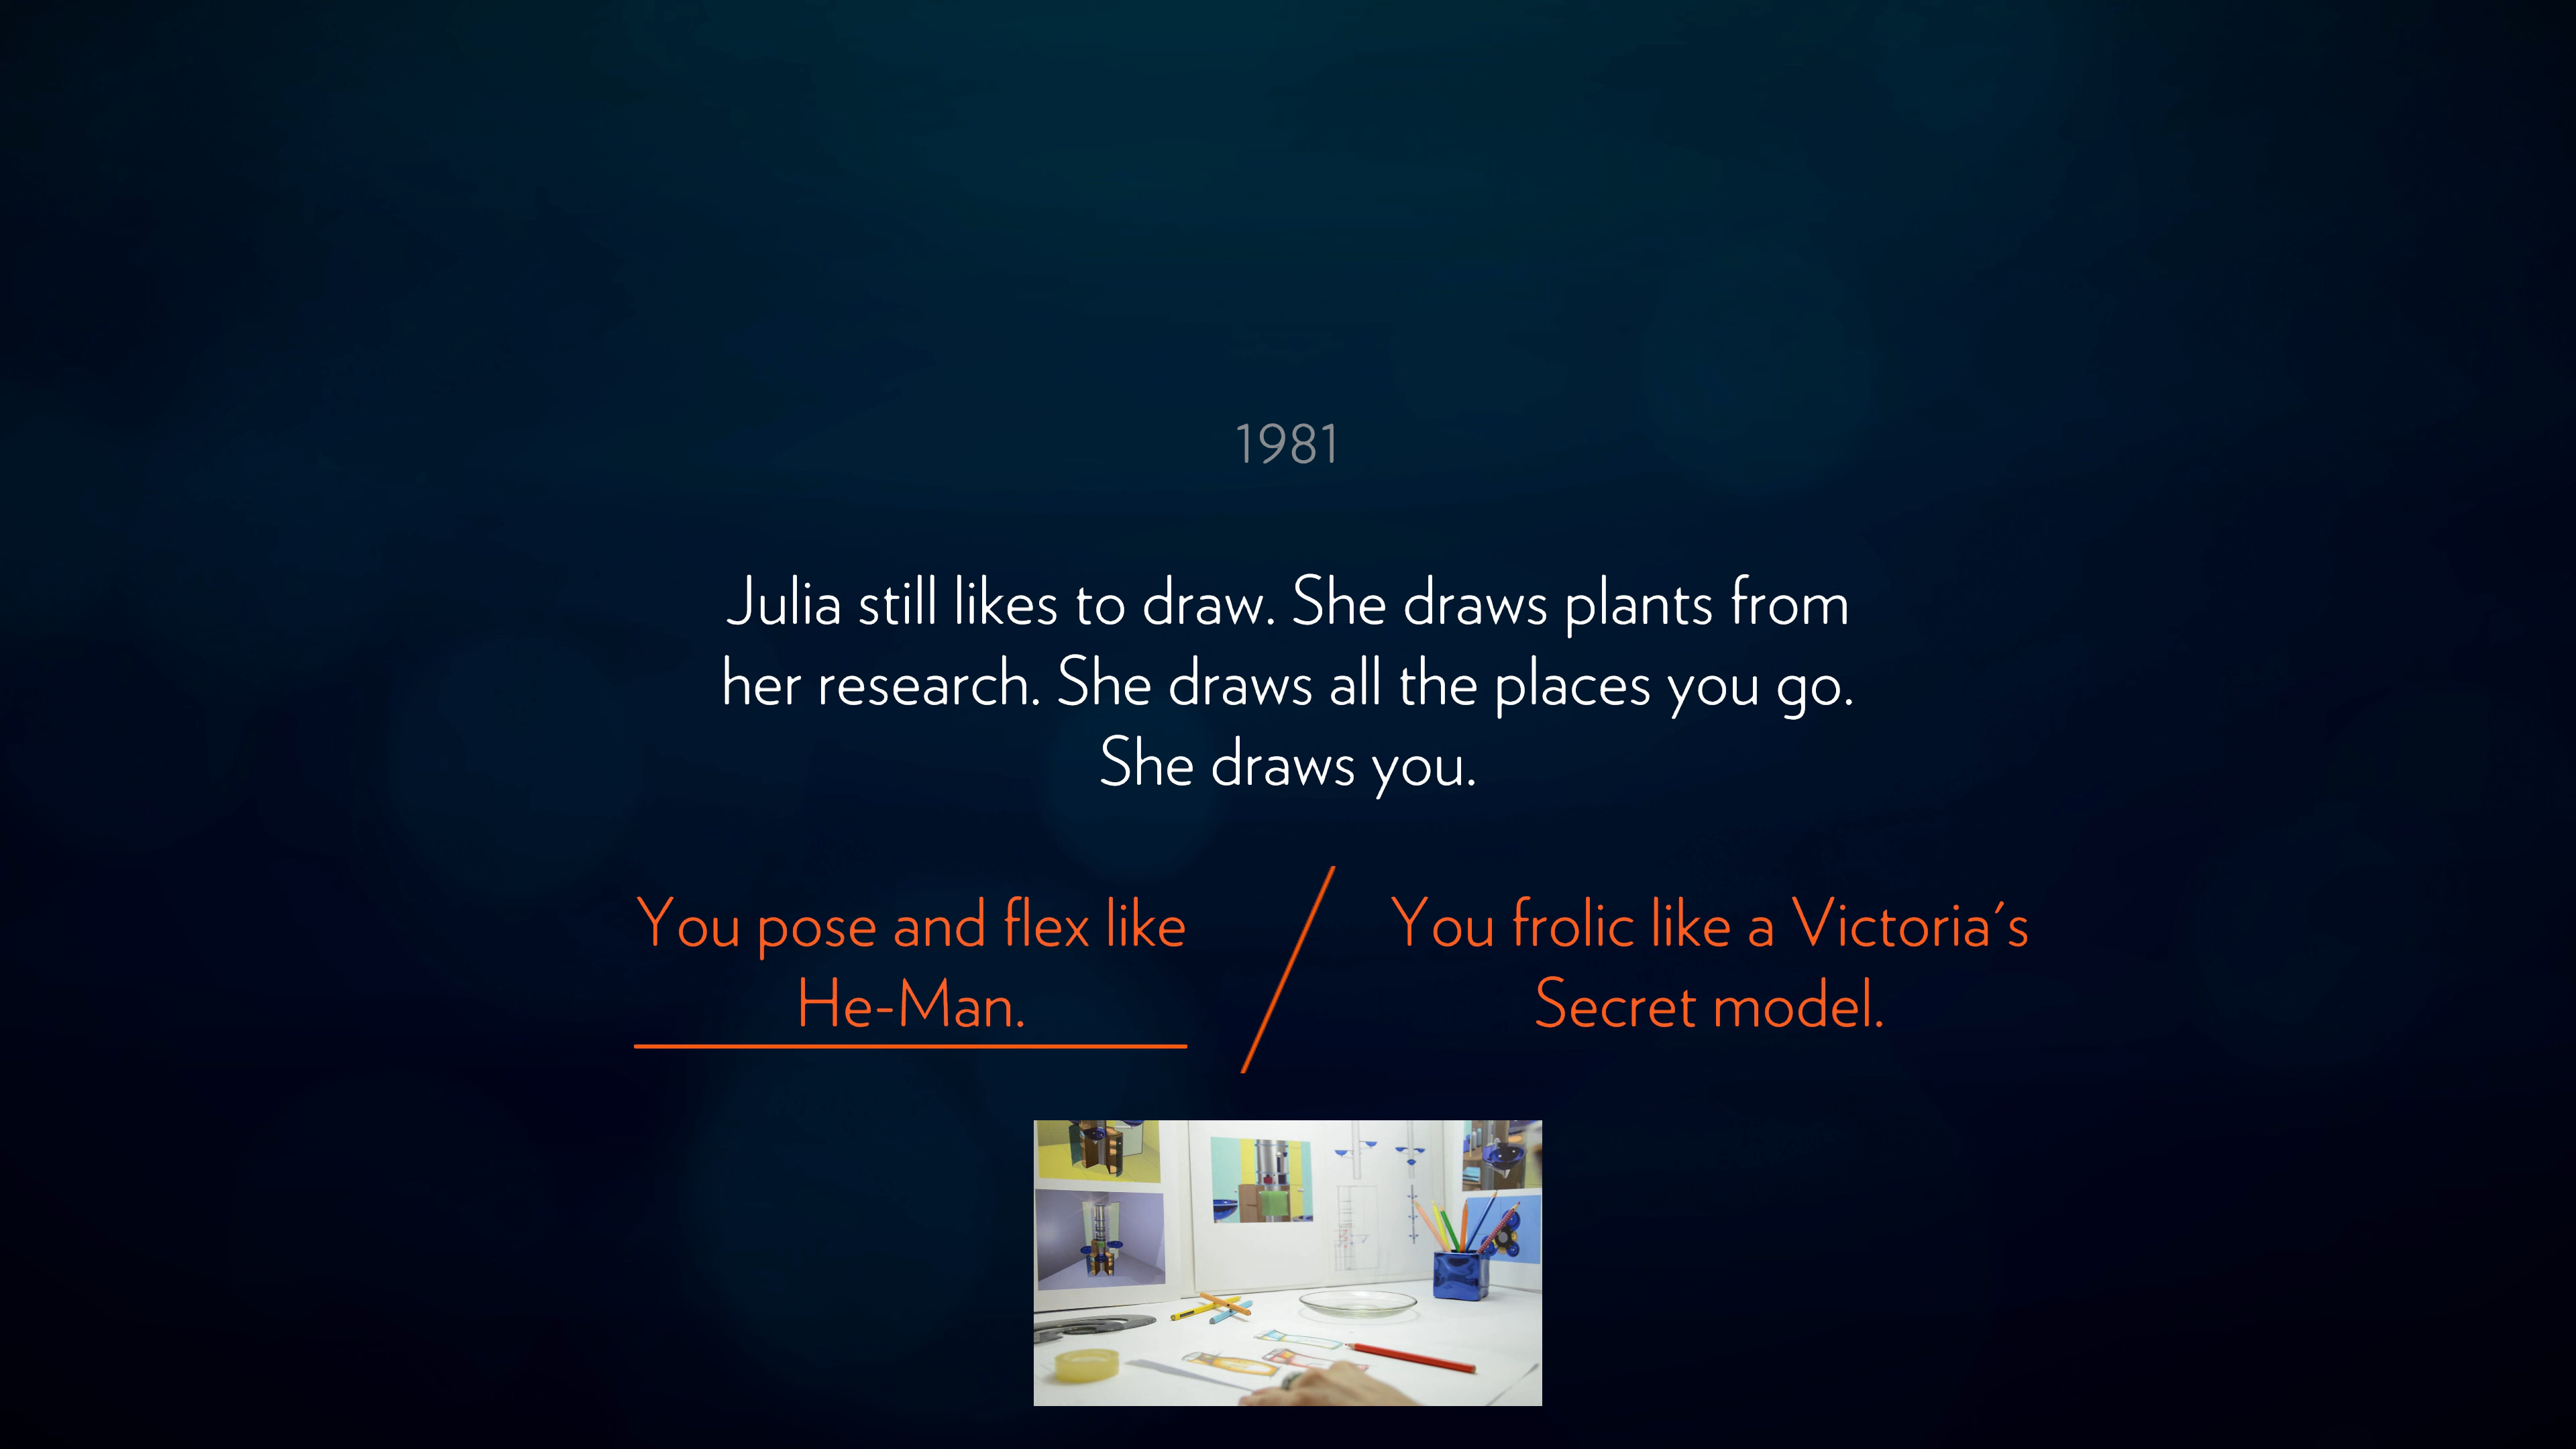 1981
Julia still likes to draw. She draws plants from
her research. She draws all the places you go.
She draws you.
You pose and flex like
He-Man.
You frolic like a Victoria's
Secret model.